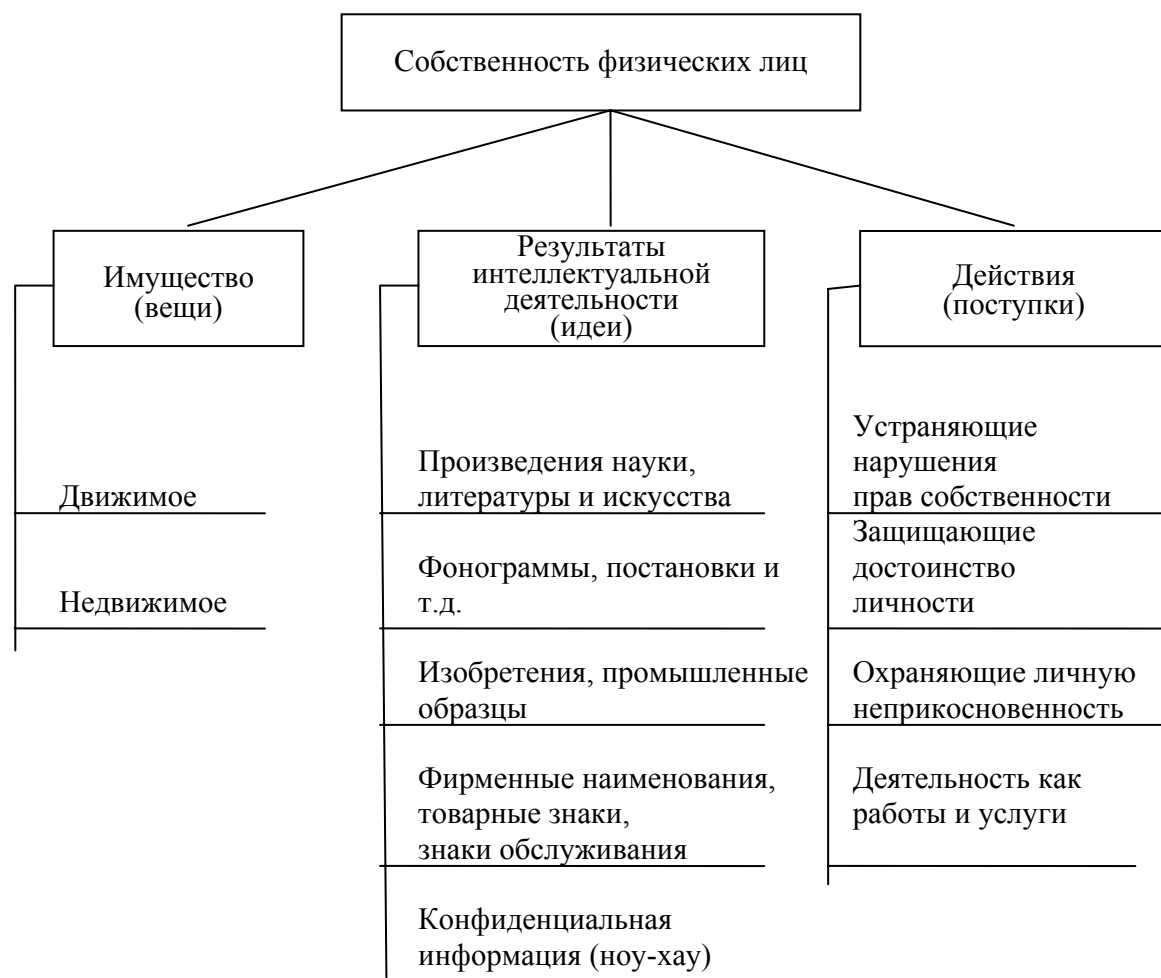 Собственность физических лиц
Имущество
(вещи)
Движимое
Недвижимое
Результаты
интеллектуальной
деятельности
(идеи)
Произведения науки,
литературы и искусства
Фонограммы, постановки и
т.д.
Изобретения, промышленные
образцы
Фирменные наименования,
товарные знаки,
знаки обслуживания
Конфиденциальная
информация (ноу-хау)
Действия
(поступки)
Устраняющие
нарушения
прав собственности
Защищающие
достоинство
личности
Охраняющие личную
неприкосновенность
Деятельность как
работы и услуги